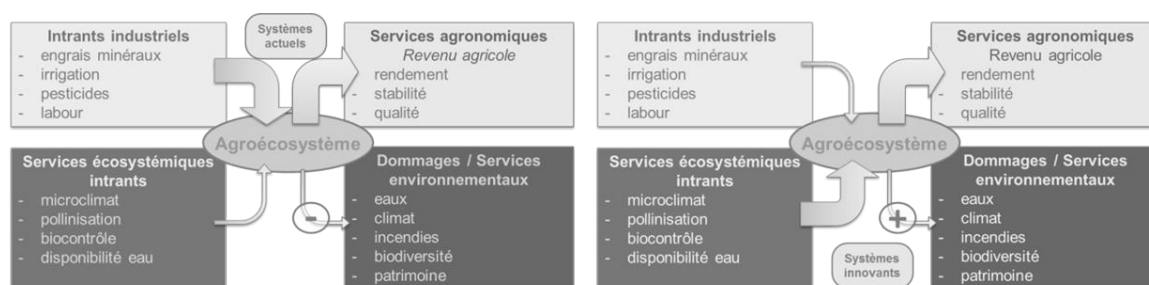 Intrants industriels
- engrais minéraux
- irrigation
- pesticides
- labour
Systèmes
actuels
Services agronomiques
Revenu agricole
- rendement
- stabilité
- qualité
Agroécosystème
Services écosystémiques
intrants
- microclimat
- pollinisation
- biocontrôle
- disponibilité eau
-
Dommages / Services
environnementaux
- eaux
- climat
- incendies
- biodiversité
- patrimoine
Intrants industriels
- engrais minéraux
- irrigation
- pesticides
- labour
Services agronomiques
Revenu agricole
- rendement
- stabilité
- qualité
Agroécosystème
Services écosystémiques
intrants
- microclimat
- pollinisation
- biocontrôle
- disponibilité eau
+
Systèmes
innovants
Dommages / Services
environnementaux
- eaux
- climat
- incendies
- biodiversité
- patrimoine